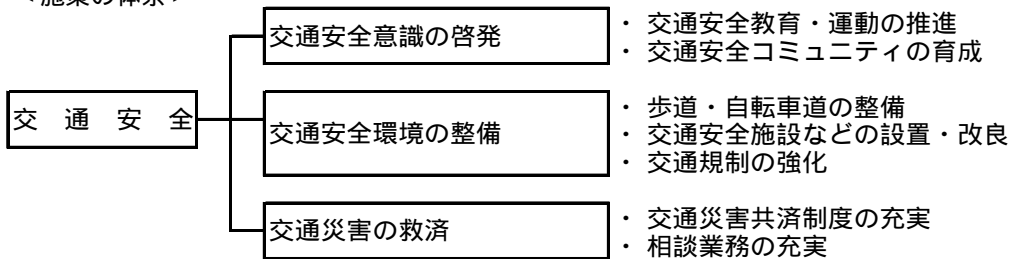 ＜施策の体系＞
交通安全
交通安全意識の啓発
・ 交通安全教育・運動の推進
・ 交通安全コミュニティの育成
交通安全環境の整備
・ 歩道・自転車道の整備
・ 交通安全施設などの設置・改良
・ 交通規制の強化
交通災害の救済
・ 交通災害共済制度の充実
・ 相談業務の充実